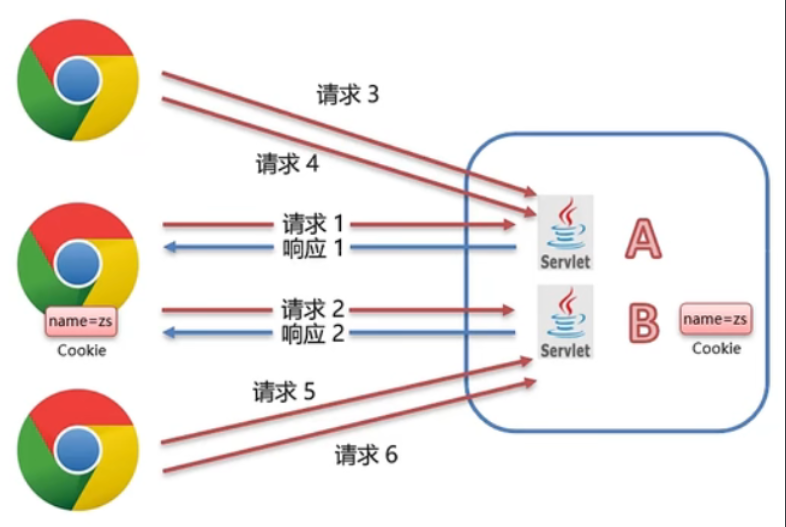 请求 3
请求 4
请求 1
响应 1
Servlet
A
请求 2
响应 2
name=zs
Cookie
Servlet
B
name=zs
Cookie
请求 5
请求 6